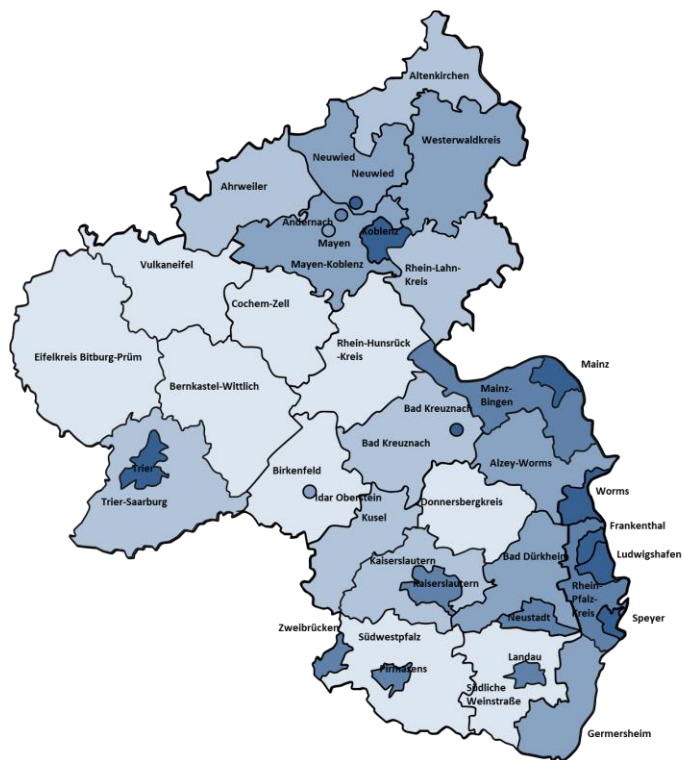 Altenkirchen
Westerwaldkreis
Neuwied
Neuwied
Ahrweiler
Andernach
Koblenz
Mayen
Mayen-Koblenz
Vulkaneifel
Rhein-Lahn-
Kreis
Cochem-Zell
Rhein-Hunsrück
-Kreis
Eifelkreis Bitburg-Prüm
Mainz
Bernkastel-Wittlich
Mainz-
Bingen
Bad Kreuznach
Bad Kreuznach
Alzey-Worms
Trier
Birkenfeld
Worms
Trier-Saarburg
Idar Oberstein
Donnersbergkreis
Kusel
Frankenthal
Kaiserslautern
Bad Dürkheim
Ludwigshafen
Kaiserslautern
Rhein-
Pfalz-
Kreis
Neustadt
Speyer
Zweibrücken
Südwestpfalz
Landau
Pirmasens
Südliche
Weinstraße
Germersheim